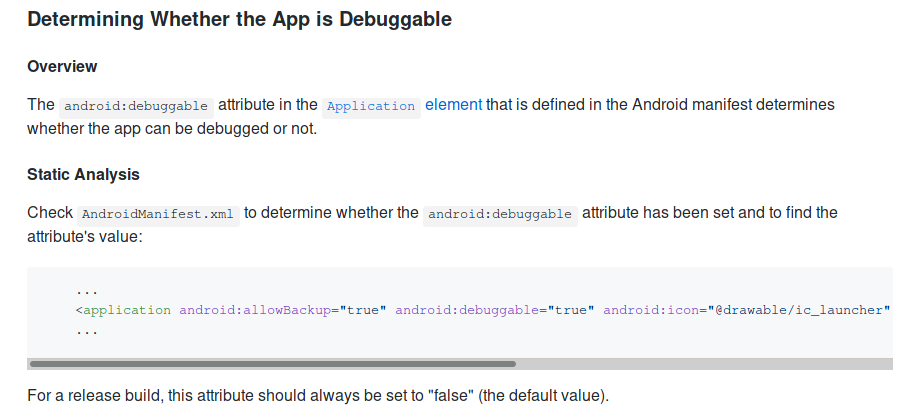 Determining Whether the App is Debuggable
Overview
The android:debuggable attribute in the Application element that is defined in the Android manifest determines
whether the app can be debugged or not.
Static Analysis
Check AndroidManifest.xml to determine whether the android:debuggable attribute has been set and to find the
attribute's value:
...
<application android:allowBackup="true" android:debuggable="true" android:icon="@drawable/ic_launcher"
...
For a release build, this attribute should always be set to "false" (the default value).